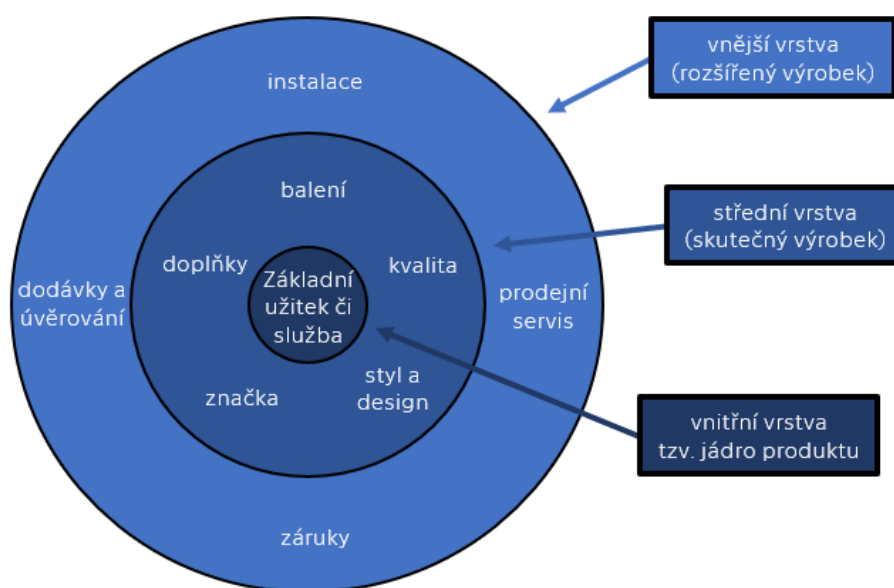 vnější vrstva
(rozšířený výrobek)
instalace
balení
střední vrstva
(skutečný výrobek)
doplňky
kvalita
Základní
užitek či
služba
dodávky a
úvěrování
prodejní
servis
značka
styl a
design
vnitřní vrstva
tzv. jádro produktu
záruky